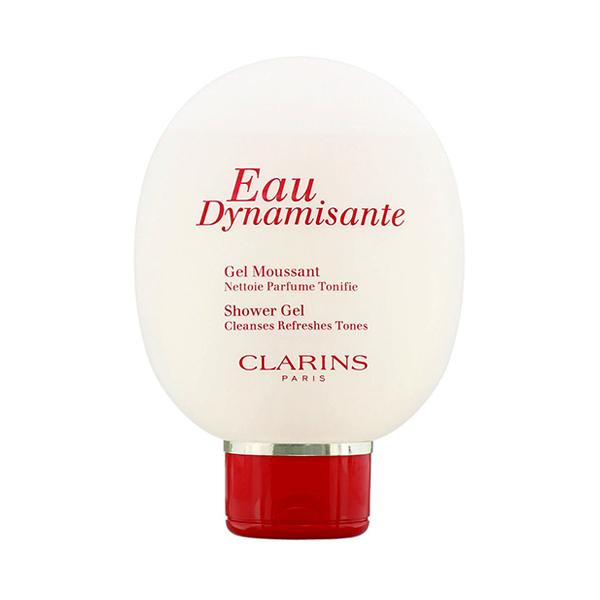 Eau
Dynamisante
Gel Moussant
Nettoie Parfume Tonifie
Shower Gel
Cleanses Refreshes Tones
CLARINS
PARIS